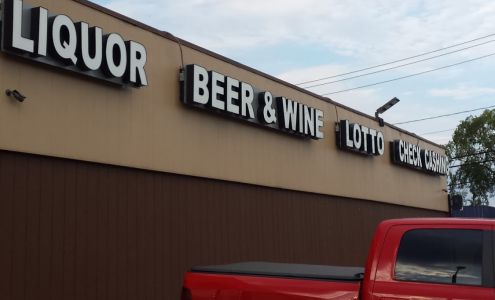 LIQUOR
BEER & WINE
LOTTO
CHECK CASHING